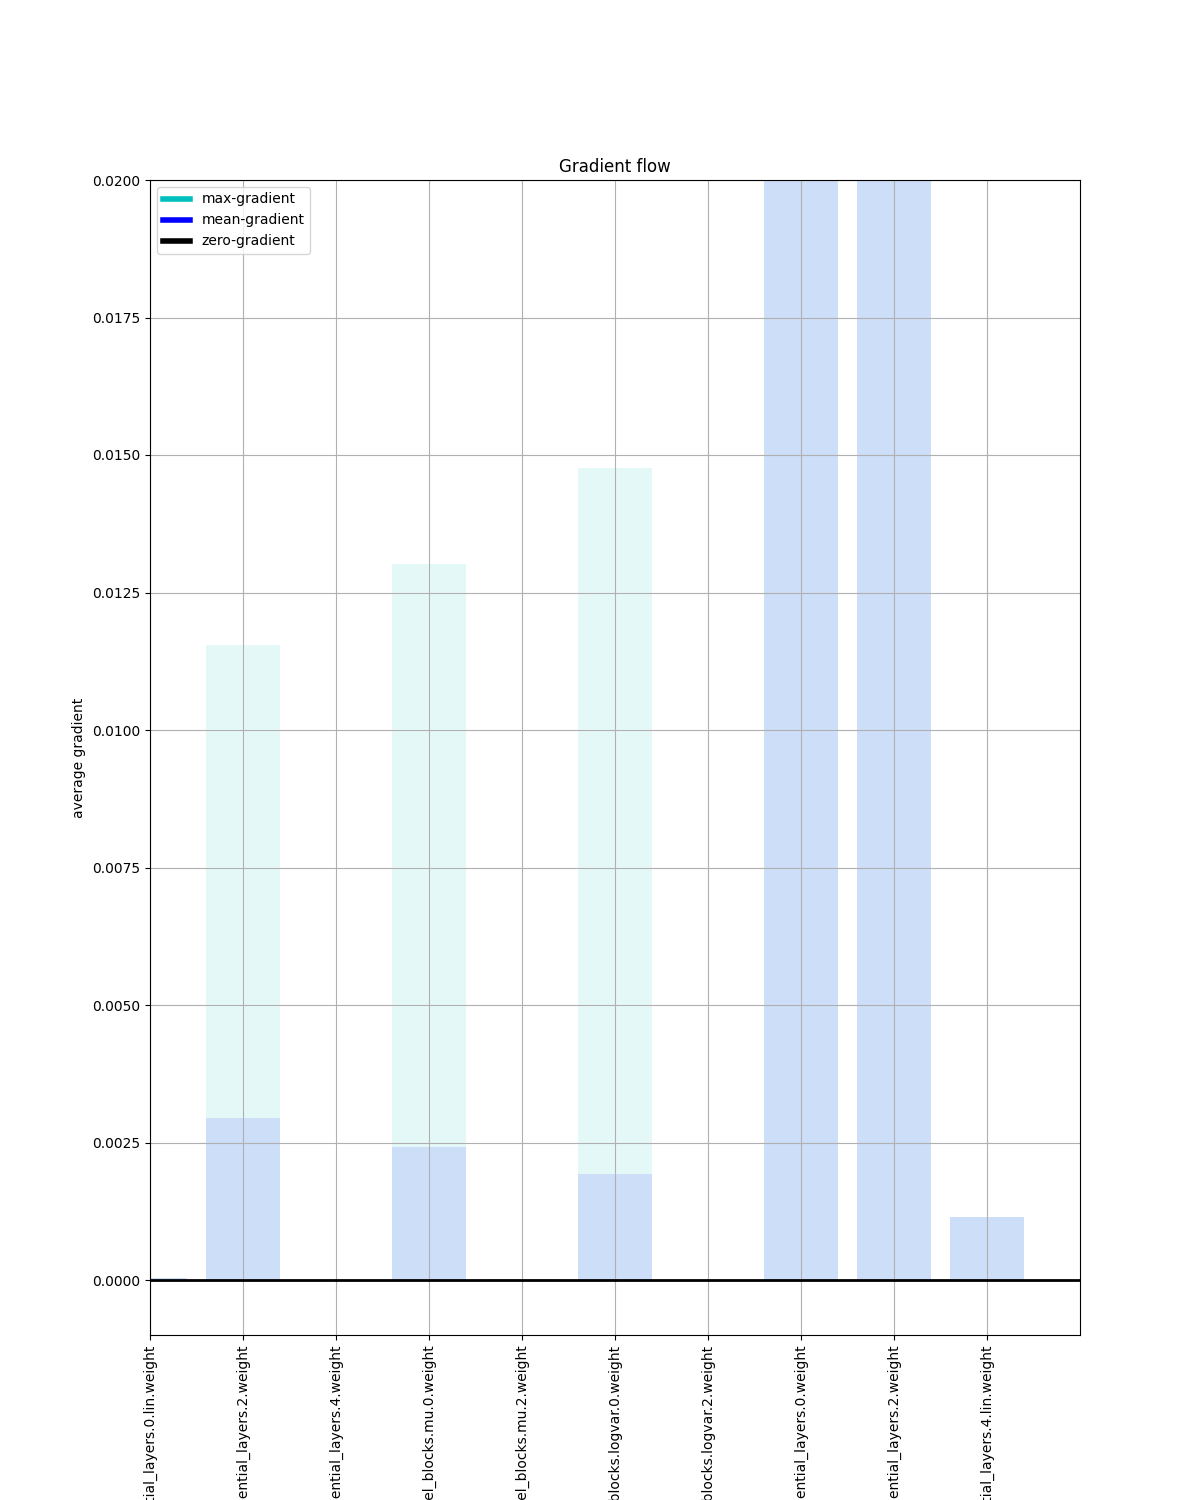 Gradient flow
max-gradient
mean-gradient
zero-gradient
0.0200
0.0175
0.0150
0.0125
0.0100
0.0075
0.0050
0.0025
0.0000
average gradient
tial_layers.0.lin.weight
ential_layers.2.weight
ential_layers.4.weight
el_blocks.mu.0.weight
el_blocks.mu.2.weight
blocks.logvar.0.weight
blocks.logvar.2.weight
ential_layers.0.weight
ential_layers.2.weight
tial_layers.4.lin.weight